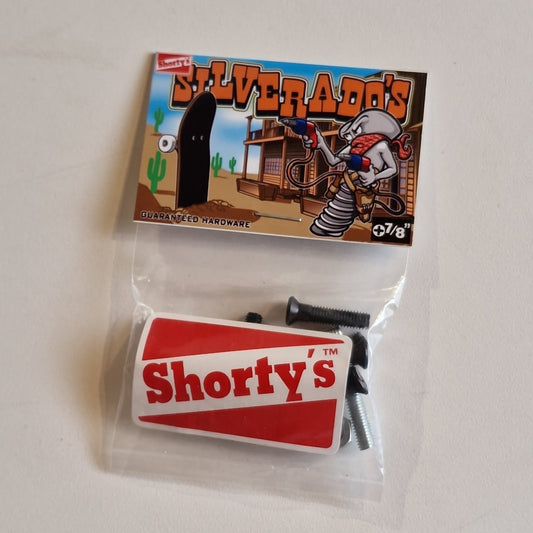 Shorty's
SILVERADO'S
GUARANTEED HARDWARE
7/8"
Shorty's™